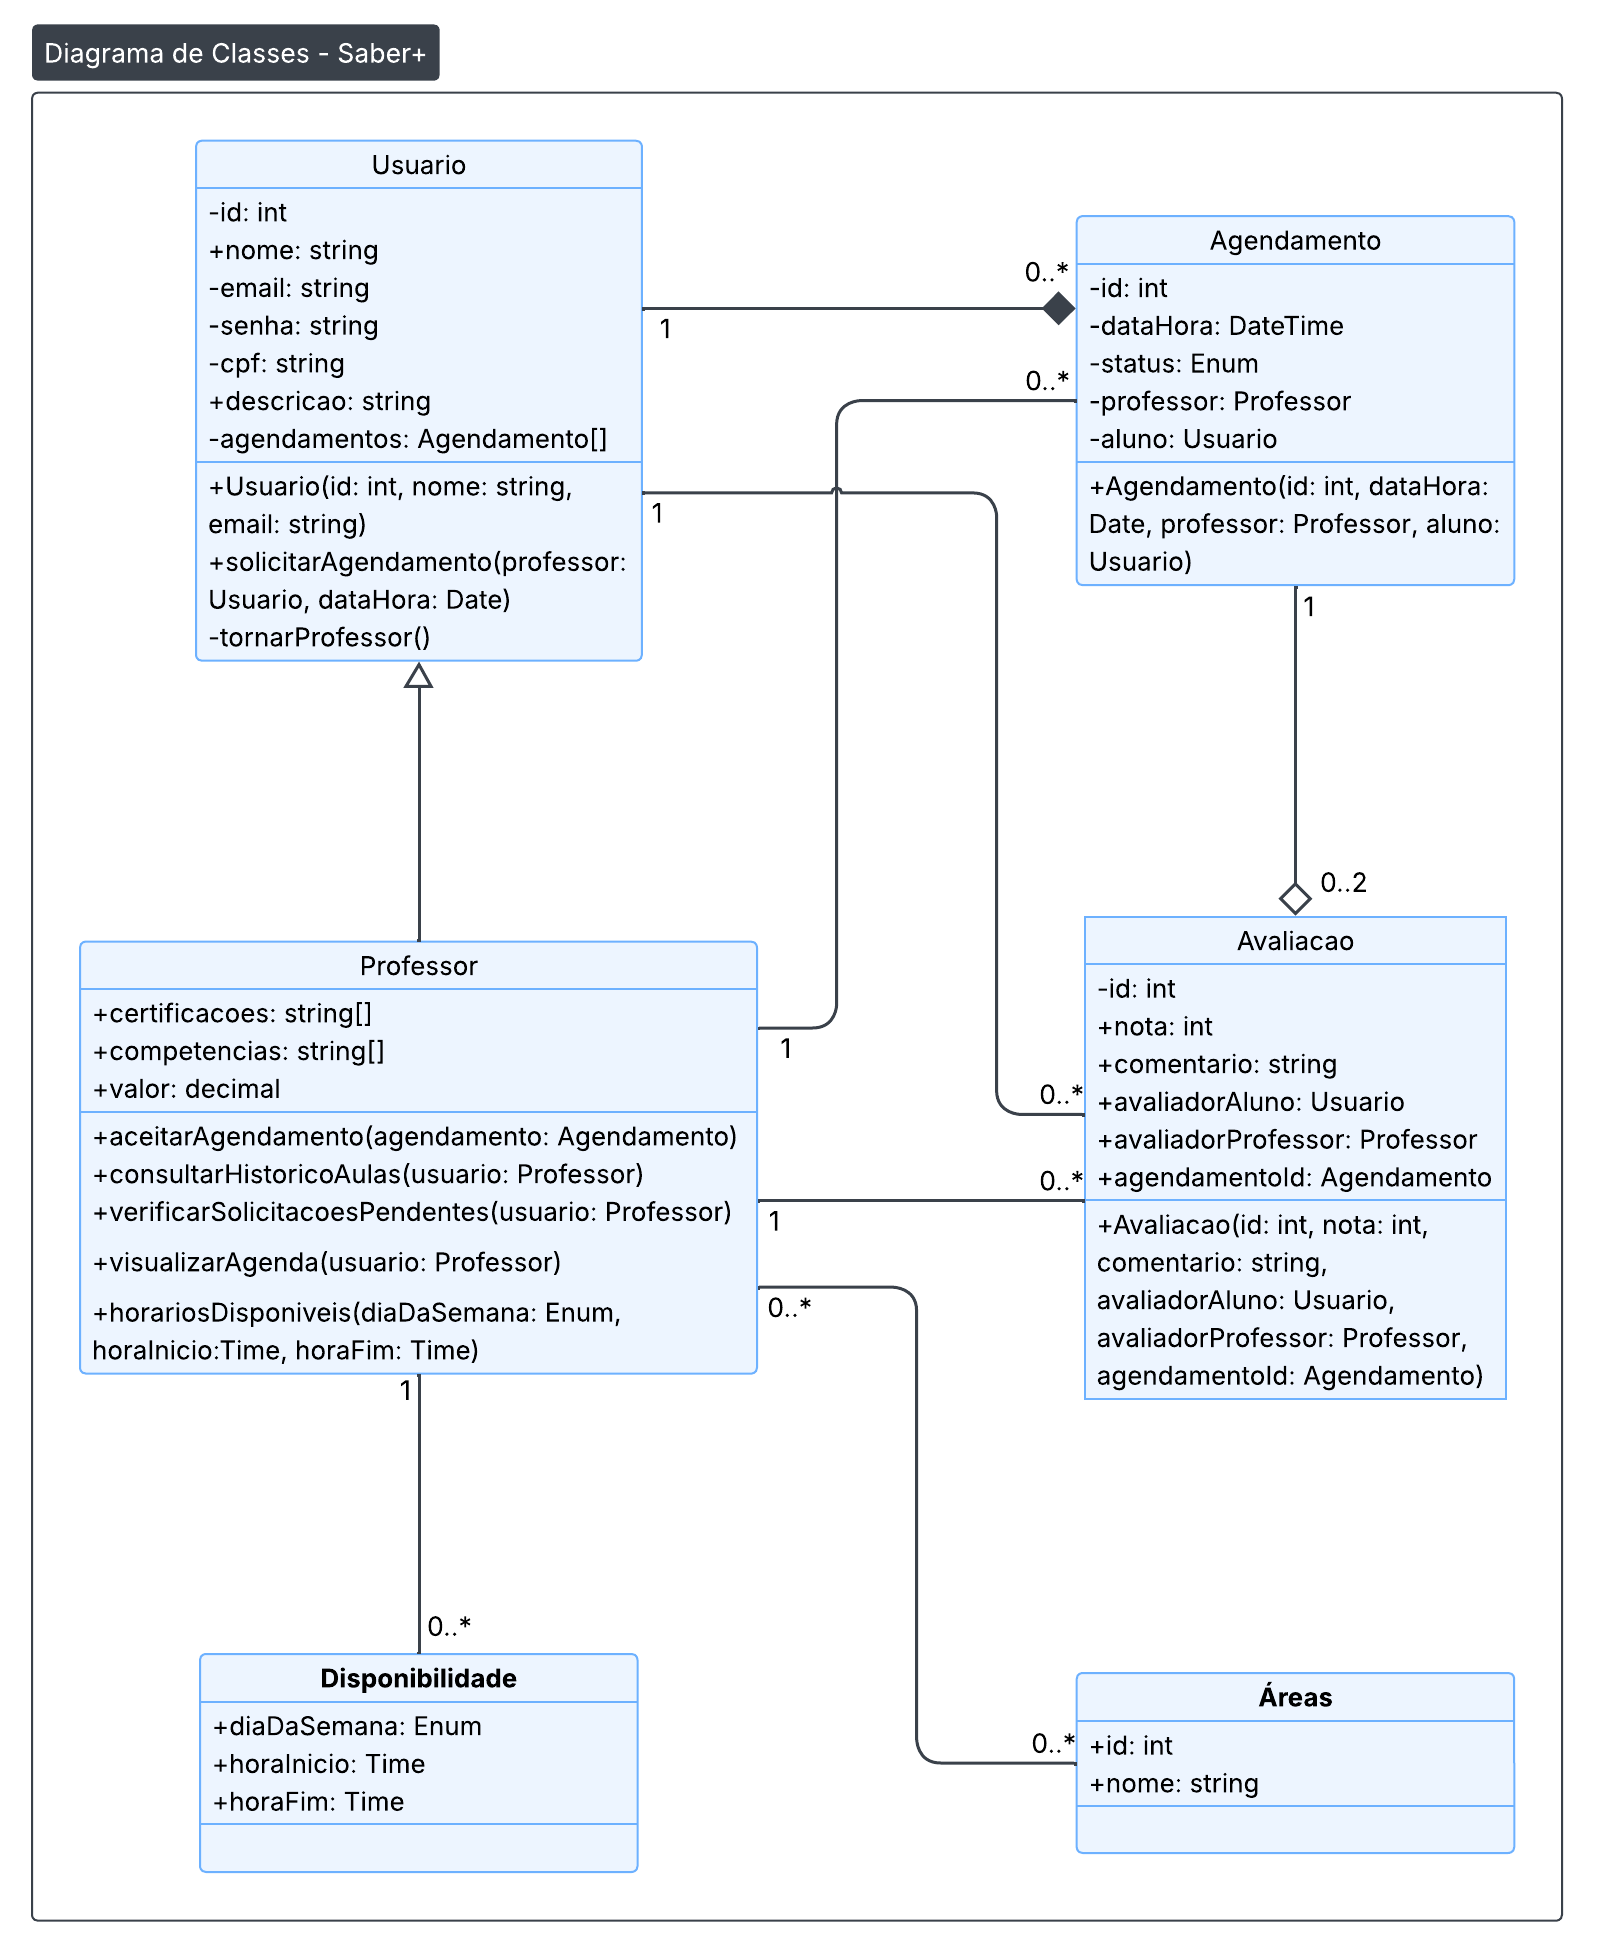 Diagrama de Classes - Saber+
Usuario
-id: int
+nome: string
-email: string
-senha: string
-cpf: string
+descricao: string
-agendamentos: Agendamento[]
+Usuario(id: int, nome: string,
email: string)
+solicitarAgendamento(professor:
Usuario, dataHora: Date)
-tornarProfessor()
0..*
1
0..*
1
Agendamento
-id: int
-dataHora: DateTime
-status: Enum
-professor: Professor
-aluno: Usuario
+Agendamento(id: int, dataHora:
Date, professor: Professor, aluno:
Usuario)
1
0..2
Professor
+certificacoes: string[]
+competencias: string[]
+valor: decimal
+aceitarAgendamento(agendamento: Agendamento)
+consultarHistoricoAulas(usuario: Professor)
+verificarSolicitacoesPendentes(usuario: Professor)
+visualizarAgenda(usuario: Professor)
+horariosDisponiveis(diaDaSemana: Enum,
horaInicio:Time, horaFim: Time)
1
0..*
0..*
1
0..*
Avaliacao
-id: int
+nota: int
+comentario: string
+avaliadorAluno: Usuario
+avaliadorProfessor: Professor
+agendamentoId: Agendamento
+Avaliacao(id: int, nota: int,
comentario: string,
avaliadorAluno: Usuario,
avaliadorProfessor: Professor,
agendamentoId: Agendamento)
1
0..*
Disponibilidade
+diaDaSemana: Enum
+horaInicio: Time
+horaFim: Time
0..*
Áreas
+id: int
+nome: string